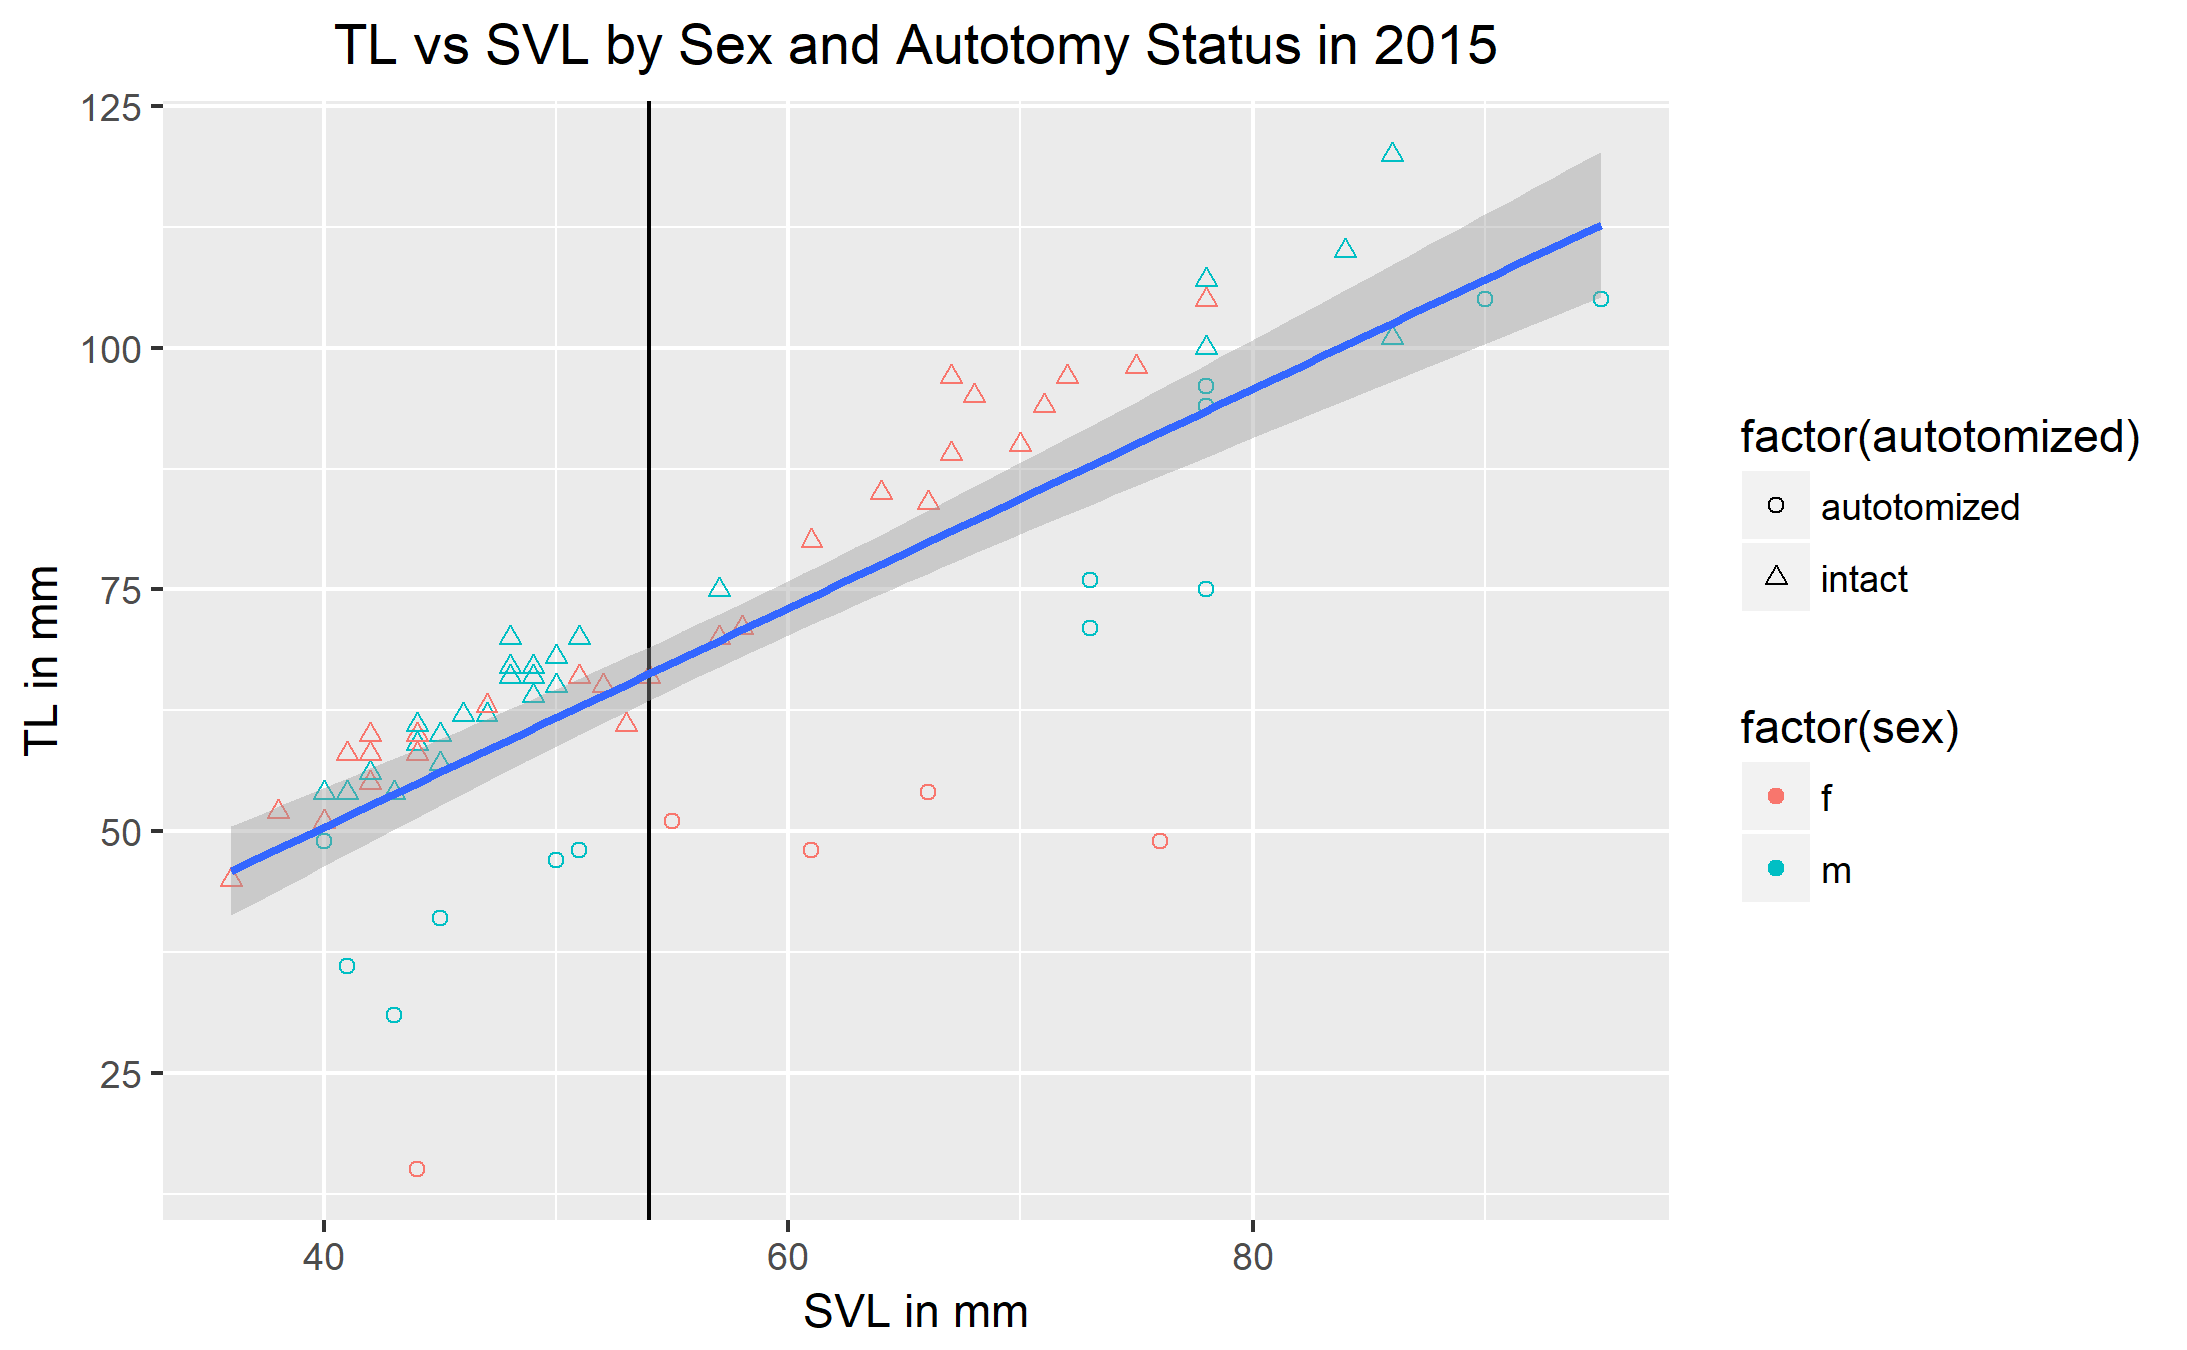 TL vs SVL by Sex and Autotomy Status in 2015
125
100
75
50
25
TL in mm
40
60
80
SVL in mm
factor(autotomized)
autotomized
intact
factor(sex)
f
m